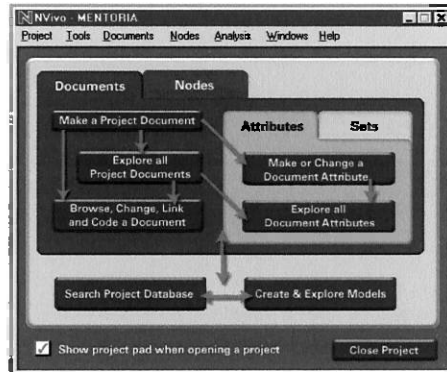 NVivo - MENTORIA
Project Tools Documents Nodes Analysis Windows Help
Documents Nodes
Make a Project Document
Explore all
Project Documents
Browse, Change, Link
and Code a Document
Attributes Sets
Make or Change a
Document Attribute
Explore all
Document Attributes
Search Project Database
Create & Explore Models
Show project pad when opening a project
Close Project